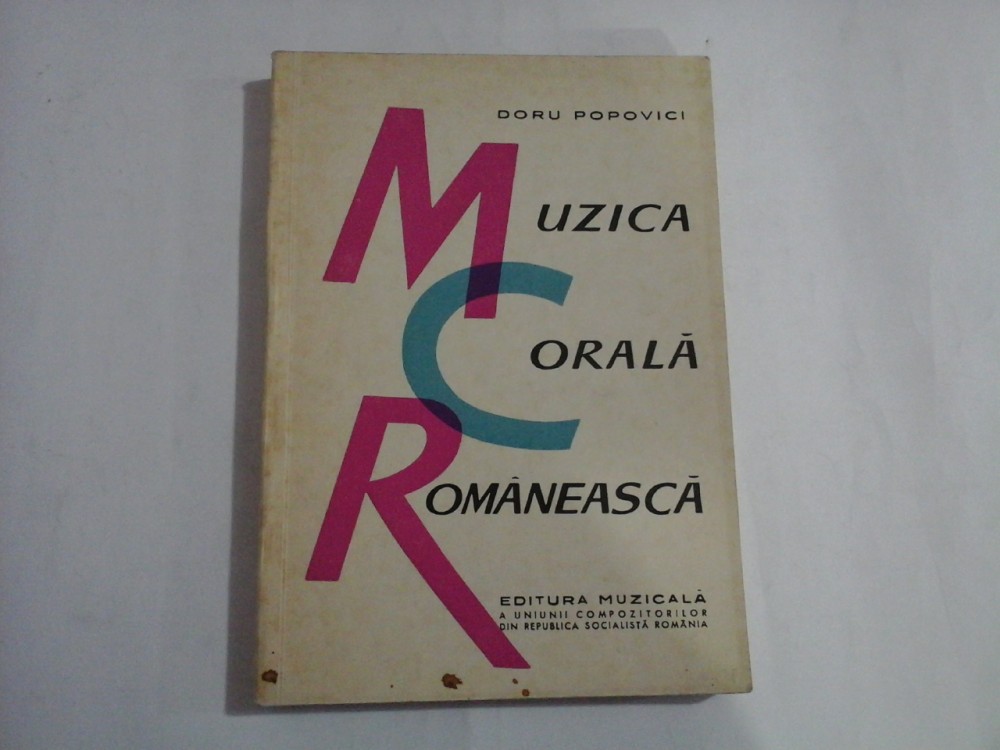 DORU POPOVICI
MUZICA
CORALĂ
ROMÂNEASCĂ
EDITURA MUZICALĂ
A UNIUNII COMPOZITORILOR
DIN REPUBLICA SOCIALISTĂ ROMÂNIA